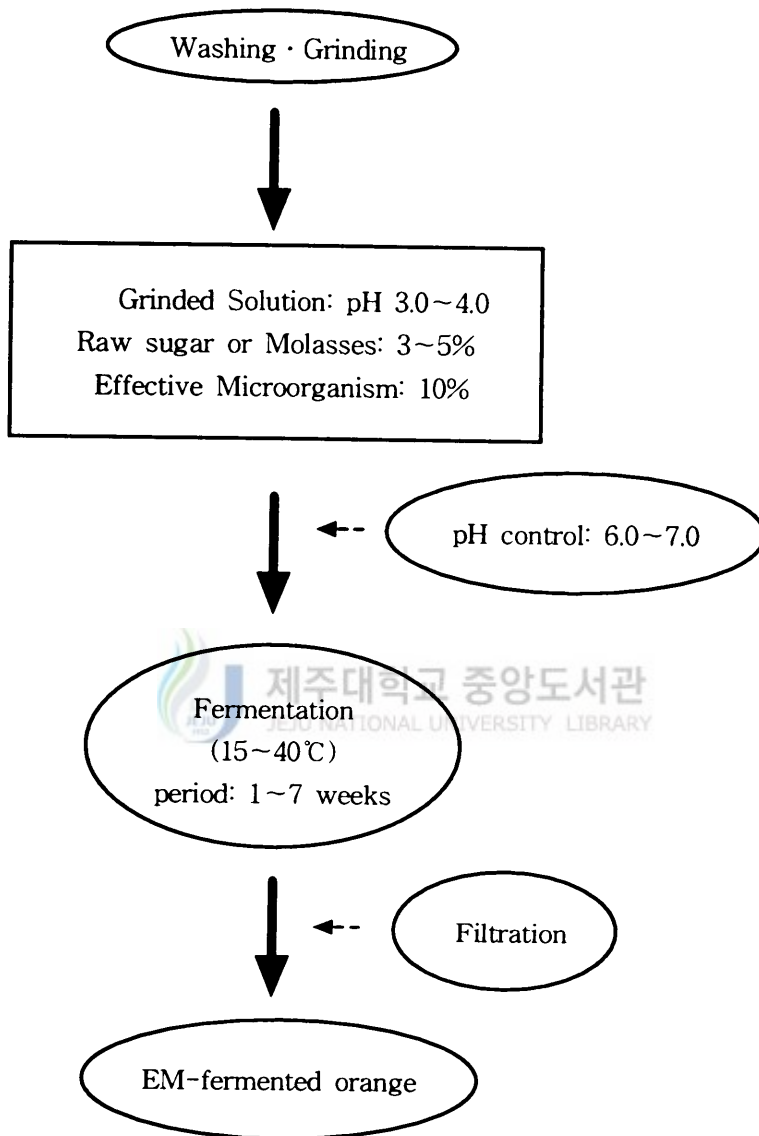 Washing · Grinding
Grinded Solution: pH 3.0~4.0
Raw sugar or Molasses: 3~5%
Effective Microorganism: 10%
pH control: 6.0~7.0
제주대학교 중앙도서관
JEJU NATIONAL UNIVERSITY LIBRARY
Fermentation
(15~40℃)
period: 1~7 weeks
Filtration
EM-fermented orange